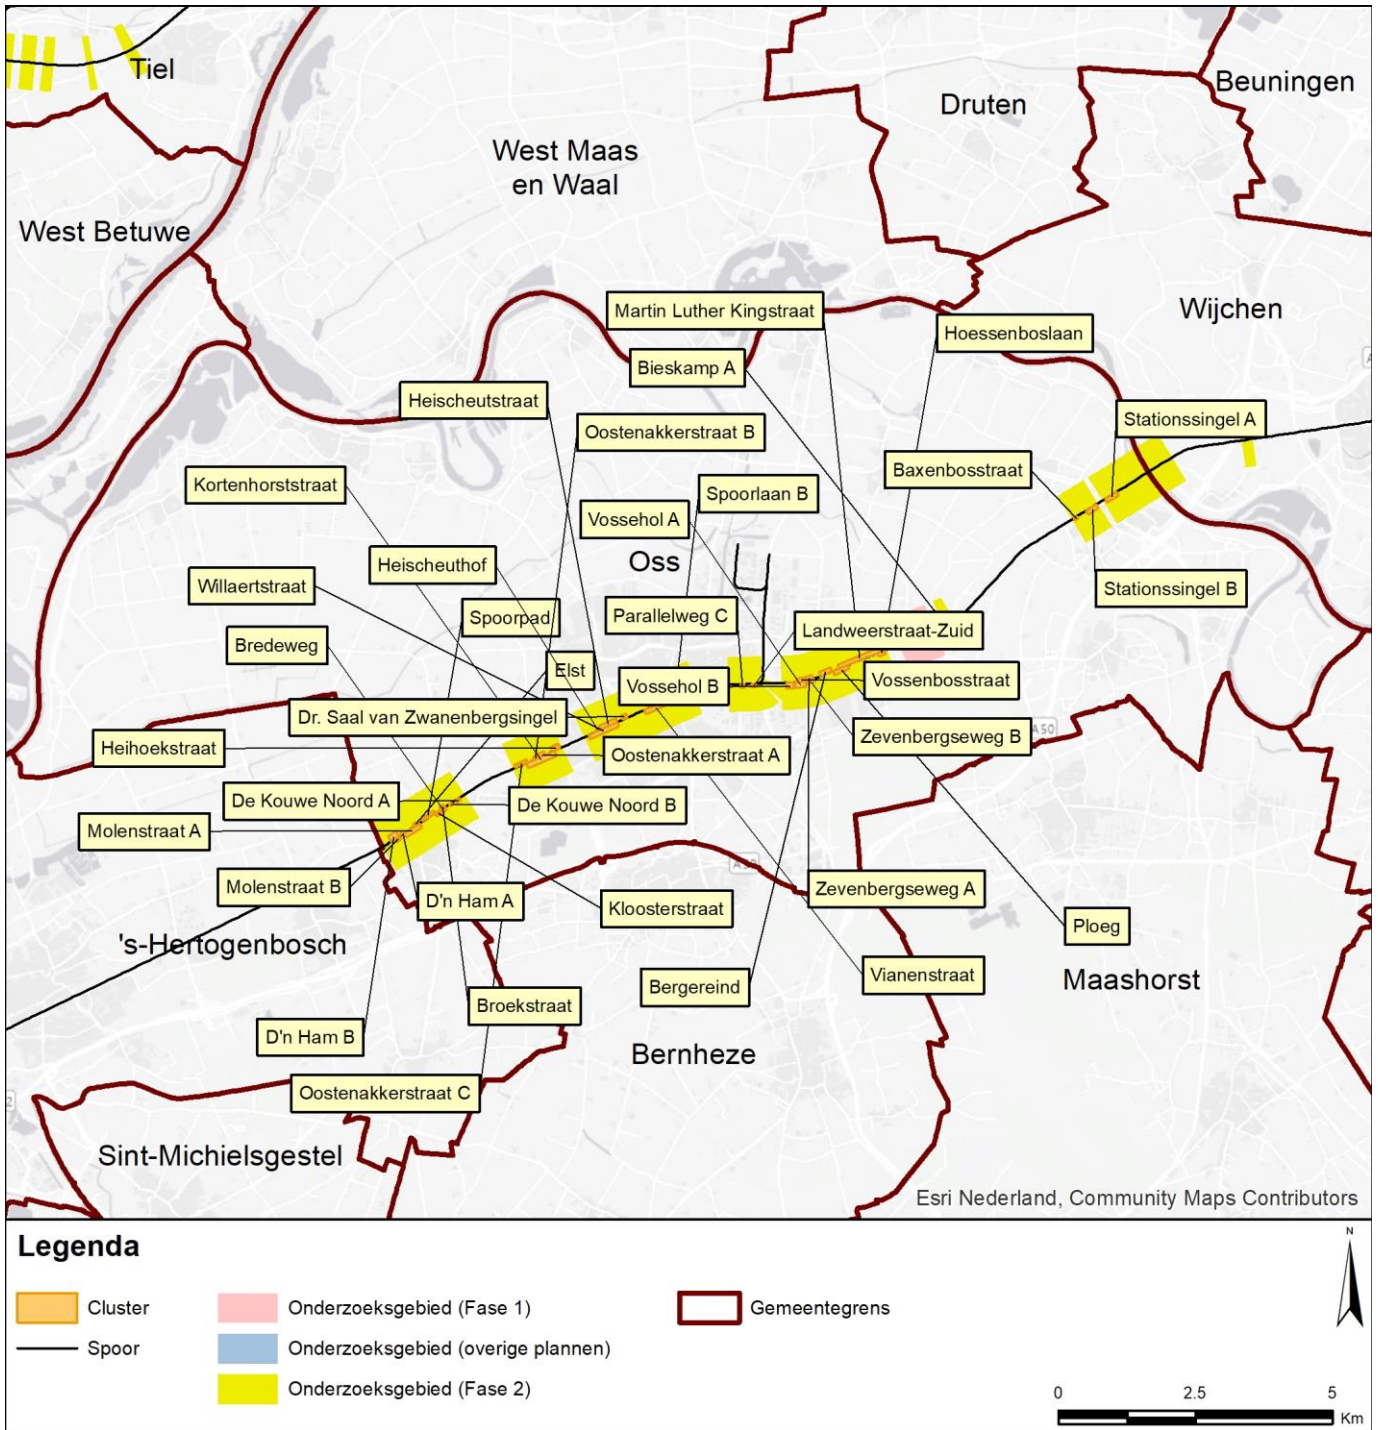 Tiel
Beuningen
Druten
West Maas
en Waal
West Betuwe
Wijchen
Martin Luther Kingstraat
Hoessenboslaan
Bieskamp A
Heischeutstraat
Stationssingel A
Oostenakkerstraat B
Baxenbosstraat
Kortenhorststraat
Spoorlaan B
Vossehol A
Oss
Heischeuthof
Willaertstraat
Stationssingel B
Spoorpad
Parallelweg C
Landweerstraat-Zuid
Bredeweg
Elst
Vossehol B
Vossenbosstraat
Dr. Saal van Zwanenbergsingel
Zevenbergseweg B
A50
Heihoekstraat
Oostenakkerstraat A
De Kouwe Noord A
De Kouwe Noord B
Molenstraat A
Molenstraat B
D'n Ham A
Kloosterstraat
Zevenbergseweg A
Ploeg
's-Hertogenbosch
Vianenstraat
Maashorst
Bergereind
Broekstraat
D'n Ham B
Bernheze
Oostenakkerstraat C
Sint-Michielsgestel
Esri Nederland, Community Maps Contributors
Legenda
N
Cluster
Onderzoeksgebied (Fase 1)
Gemeentegrens
Spoor
Onderzoeksgebied (overige plannen)
Onderzoeksgebied (Fase 2)
0 2.5 5
Km